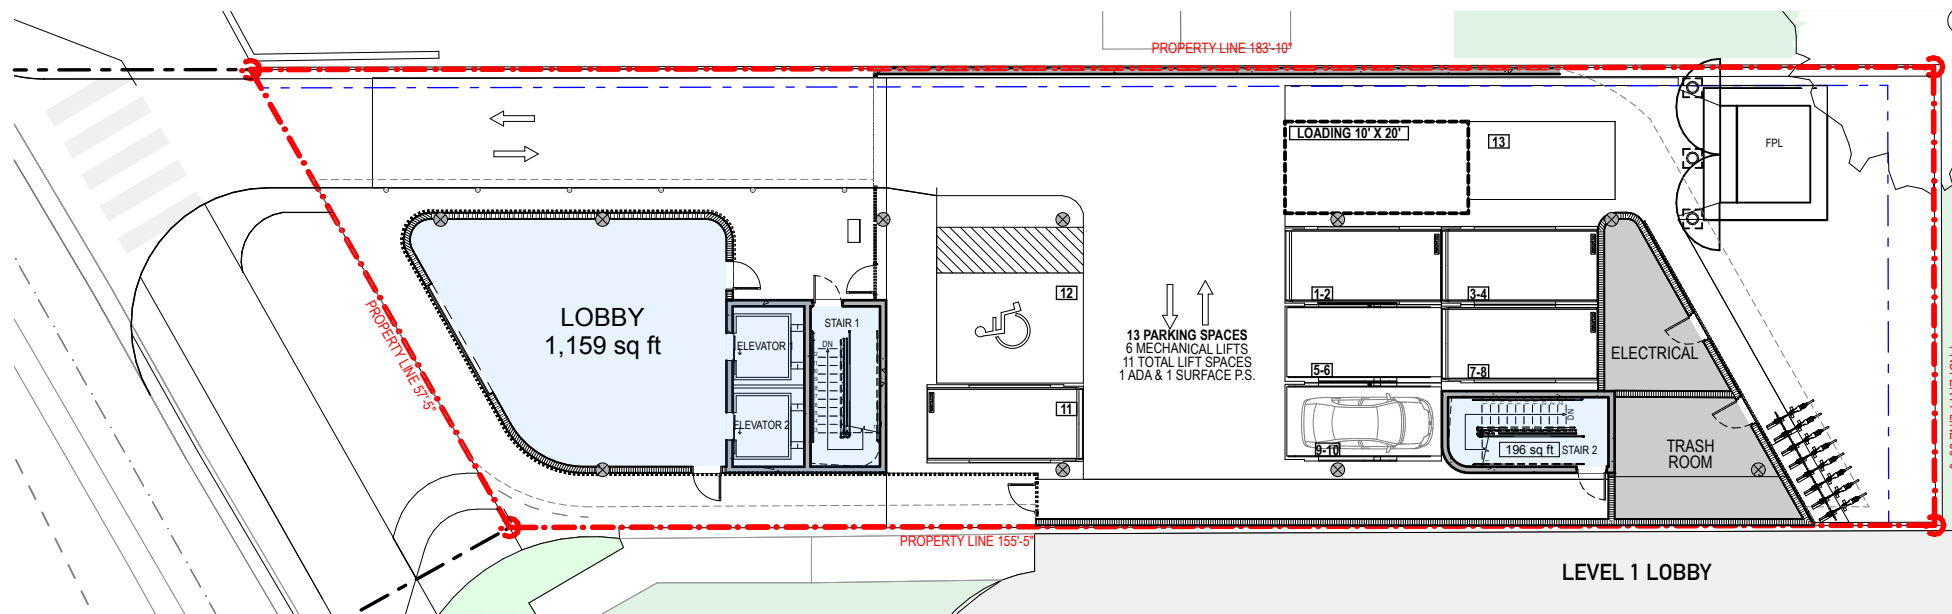 PROPERTY LINE 183'-10"
LOADING 10' X 20'
13
FPL
LOBBY
1,159 sq ft
PROPERTY LINE 57'-5"
ELEVATOR 1
ELEVATOR 2
STAIR 1
DN
12
11
13 PARKING SPACES
6 MECHANICAL LIFTS
11 TOTAL LIFT SPACES
1 ADA & 1 SURFACE P.S.
1-2
3-4
5-6
7-8
9-10
DN
196 sq ft
STAIR 2
ELECTRICAL
TRASH
ROOM
PROPERTY LINE 155'-5"
LEVEL 1 LOBBY